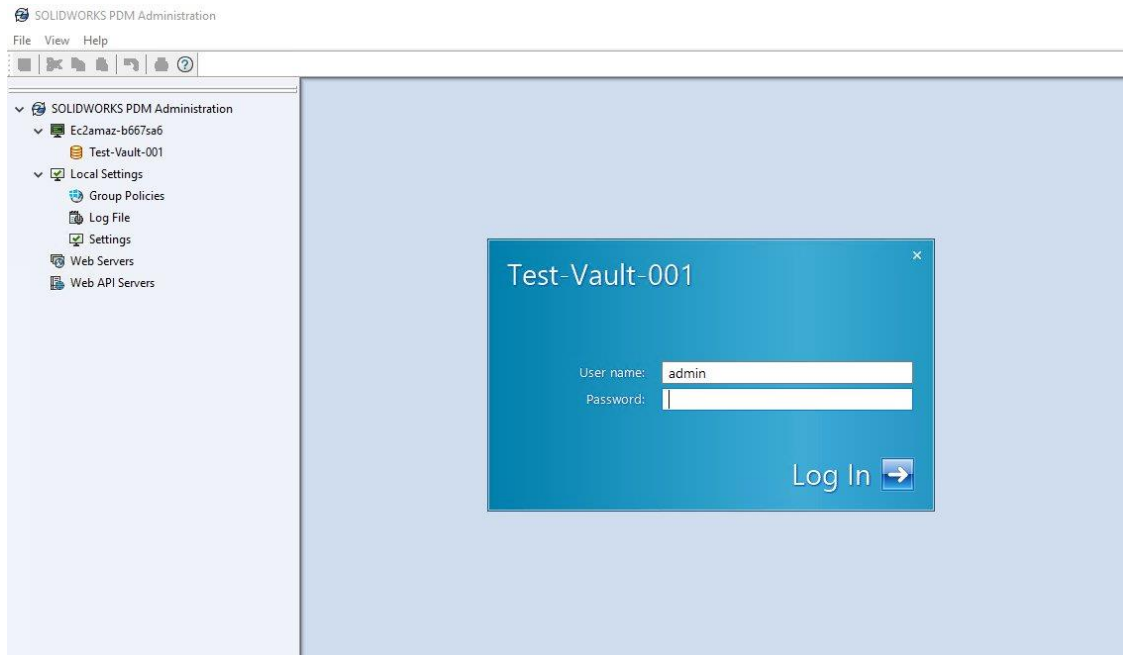 SOLIDWORKS PDM Administration
File View Help
SOLIDWORKS PDM Administration
Ec2amaz-b667sa6
Test-Vault-001
Local Settings
Group Policies
Log File
Settings
Web Servers
Web API Servers
Test-Vault-001
User name: admin
Password:
Log In